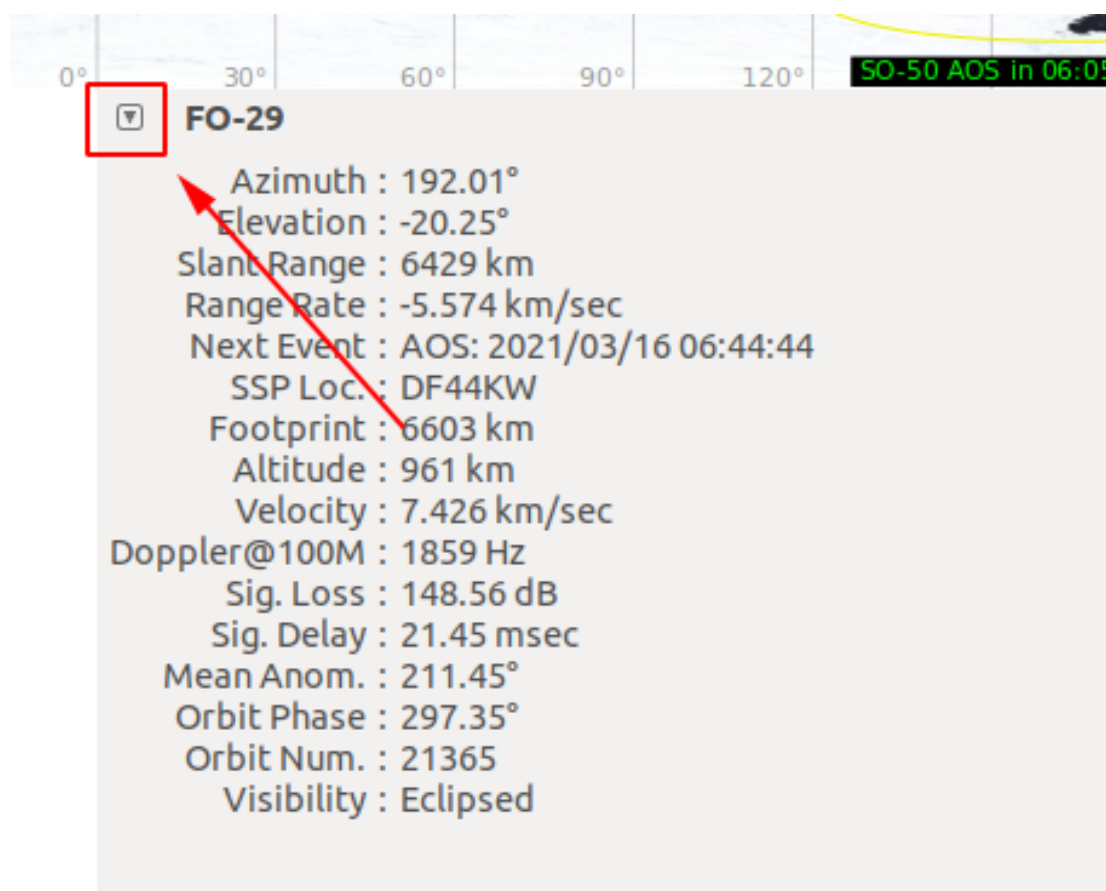 0° 30° 60° 90° 120° SO-50 AOS in 06:05
FO-29
Azimuth : 192.01°
Elevation : -20.25°
Slant Range : 6429 km
Range Rate : -5.574 km/sec
Next Event : AOS: 2021/03/16 06:44:44
SSP Loc. : DF44KW
Footprint : 6603 km
Altitude : 961 km
Velocity : 7.426 km/sec
Doppler@100M : 1859 Hz
Sig. Loss : 148.56 dB
Sig. Delay : 21.45 msec
Mean Anom. : 211.45°
Orbit Phase : 297.35°
Orbit Num. : 21365
Visibility : Eclipsed